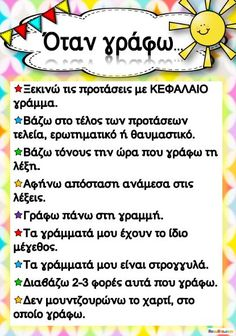 Όταν γράφω...
Ξεκινώ τις προτάσεις με ΚΕΦΑΛΑΙΟ
γράμμα.
Βάζω στο τέλος των προτάσεων
τελεία, ερωτηματικό ή θαυμαστικό.
Βάζω τόνους την ώρα που γράφω τη
λέξη.
Αφήνω απόσταση ανάμεσα στις
λέξεις.
Γράφω πάνω στη γραμμή.
Τα γράμματά μου έχουν το ίδιο
μέγεθος.
Τα γράμματά μου είναι στρογγυλά.
Διαβάζω 2-3 φορές αυτά που γράφω.
Δεν μουντζουρώνω το χαρτί, στο
οποίο γράφω.